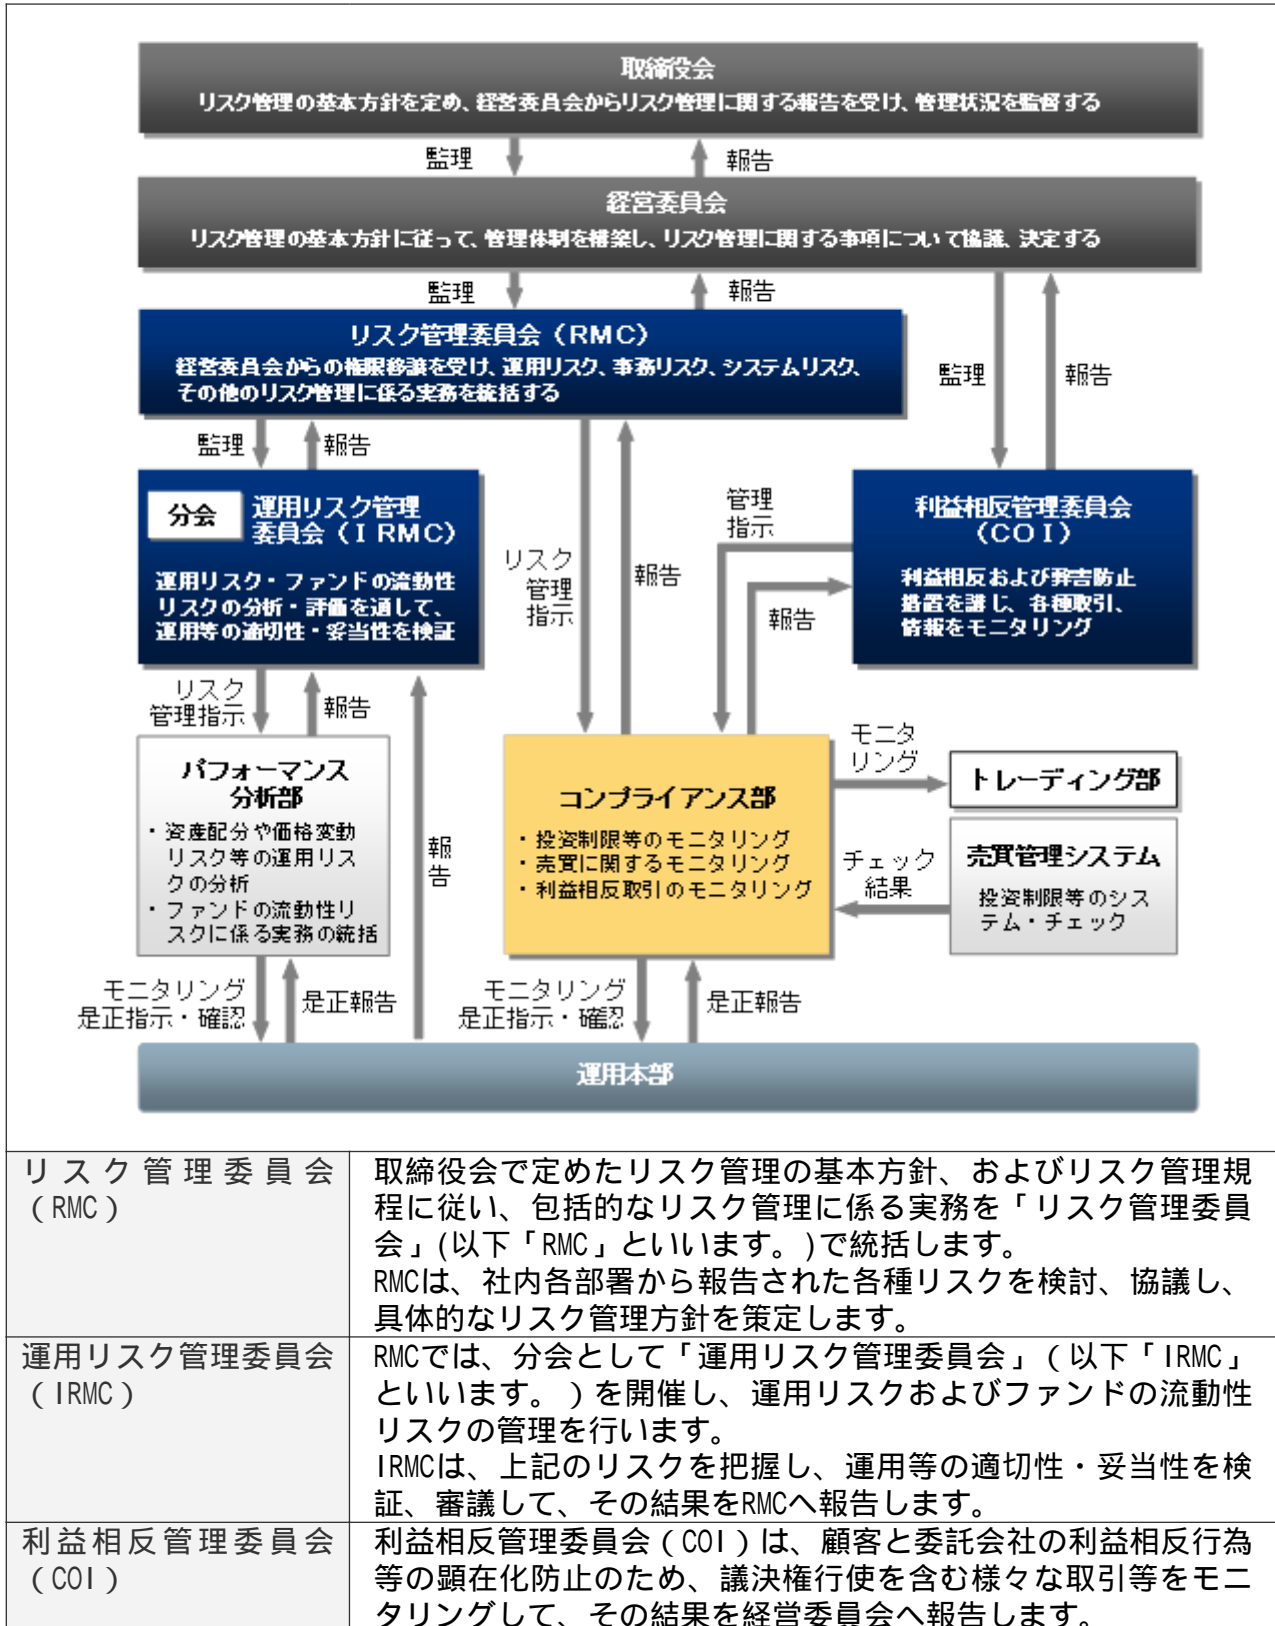 取締役会
リスク管理の基本方針を定め、経営委員会からリスク管理に関する報告を受け、管理状況を監督する
監理
報告
経営委員会
リスク管理の基本方針に従って、管理体制を構築し、リスク管理に関する事項について協議、決定する
監理
報告
リスク管理委員会（RMC）
経営委員会からの権限移譲を受け、運用リスク、事務リスク、システムリスク、
その他のリスク管理に係る実務を統括する
監理
報告
監理
報告
分会
運用リスク管理
委員会（IRMC）
運用リスク・ファンドの流動性
リスクの分析・評価を通して、
運用等の適切性・妥当性を検証
リスク
管理
指示
報告
管理
指示
報告
利益相反管理委員会
（COI）
利益相反および弊害防止
措置を講じ、各種取引、
情報をモニタリング
リスク
管理指示
報告
パフォーマンス
分析部
・資産配分や価格変動
リスク等の運用リス
クの分析
・ファンドの流動性リ
スクに係る実務の統括
報
告
コンプライアンス部
・投資制限等のモニタリング
・売買に関するモニタリング
・利益相反取引のモニタリング
モニタ
リング
トレーディング部
チェック
結果
売買管理システム
投資制限等のシス
テム・チェック
モニタリング
是正指示・確認
是正報告
モニタリング
是正指示・確認
是正報告
運用本部
リスク管理委員会
（RMC）
取締役会で定めたリスク管理の基本方針、およびリスク管理規
程に従い、包括的なリスク管理に係る実務を「リスク管理委員
会」(以下「RMC」といいます。)で統括します。
RMCは、社内各部署から報告された各種リスクを検討、協議し、
具体的なリスク管理方針を策定します。
運用リスク管理委員会
（IRMC）
RMCでは、分会として「運用リスク管理委員会」（以下「IRMC」
といいます。）を開催し、運用リスクおよびファンドの流動性
リスクの管理を行います。
IRMCは、上記のリスクを把握し、運用等の適切性・妥当性を検
証、審議して、その結果をRMCへ報告します。
利益相反管理委員会
（COI）
利益相反管理委員会（COI）は、顧客と委託会社の利益相反行為
等の顕在化防止のため、議決権行使を含む様々な取引等をモニ
タリングして、その結果を経営委員会へ報告します。